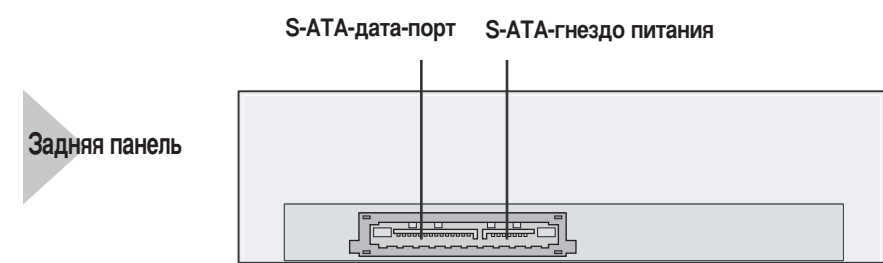 S-ATA-дата-порт
S-ATA-гнездо питания
Задняя панель